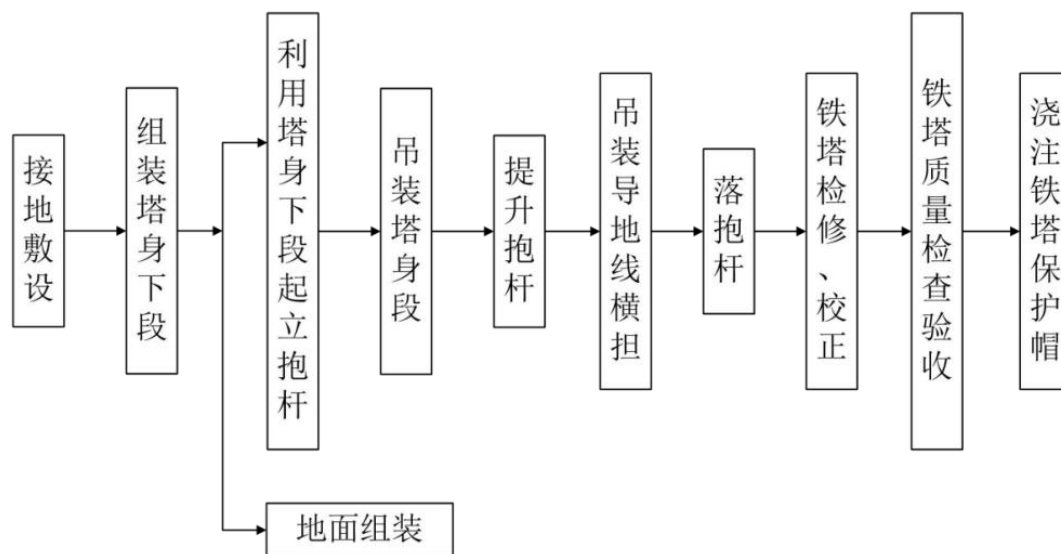 接地敷设
组装塔身下段
利用塔身下段起立抱杆
吊装塔身段
提升抱杆
吊装导地线横担
落抱杆
铁塔检修、校正
铁塔质量检查验收
浇注铁塔保护帽
地面组装